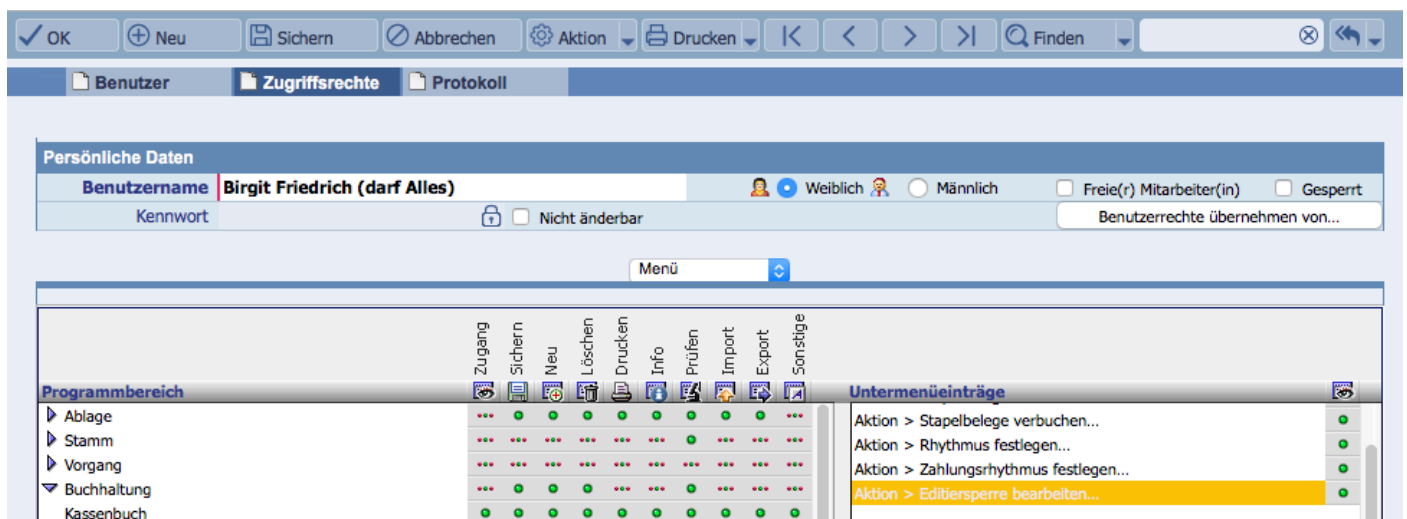 OK Neu Sichern Abbrechen Aktion Drucken Finden
Benutzer Zugriffsrechte Protokoll
Persönliche Daten
Benutzername Birgit Friedrich (darf Alles) Weiblich Männlich Freie(r) Mitarbeiter(in) Gesperrt
Kennwort Nicht änderbar Benutzerrechte übernehmen von...
Menü
Zugang Sichern Neu Löschen Drucken Info Prüfen Import Export Sonstige
Programmbereich Untermenüeinträge
Ablage Aktion > Stapelbelege verbuchen...
Stamm Aktion > Rhythmus festlegen...
Vorgang Aktion > Zahlungsrhythmus festlegen...
Buchhaltung Aktion > Editiersperre bearbeiten...
Kassenbuch